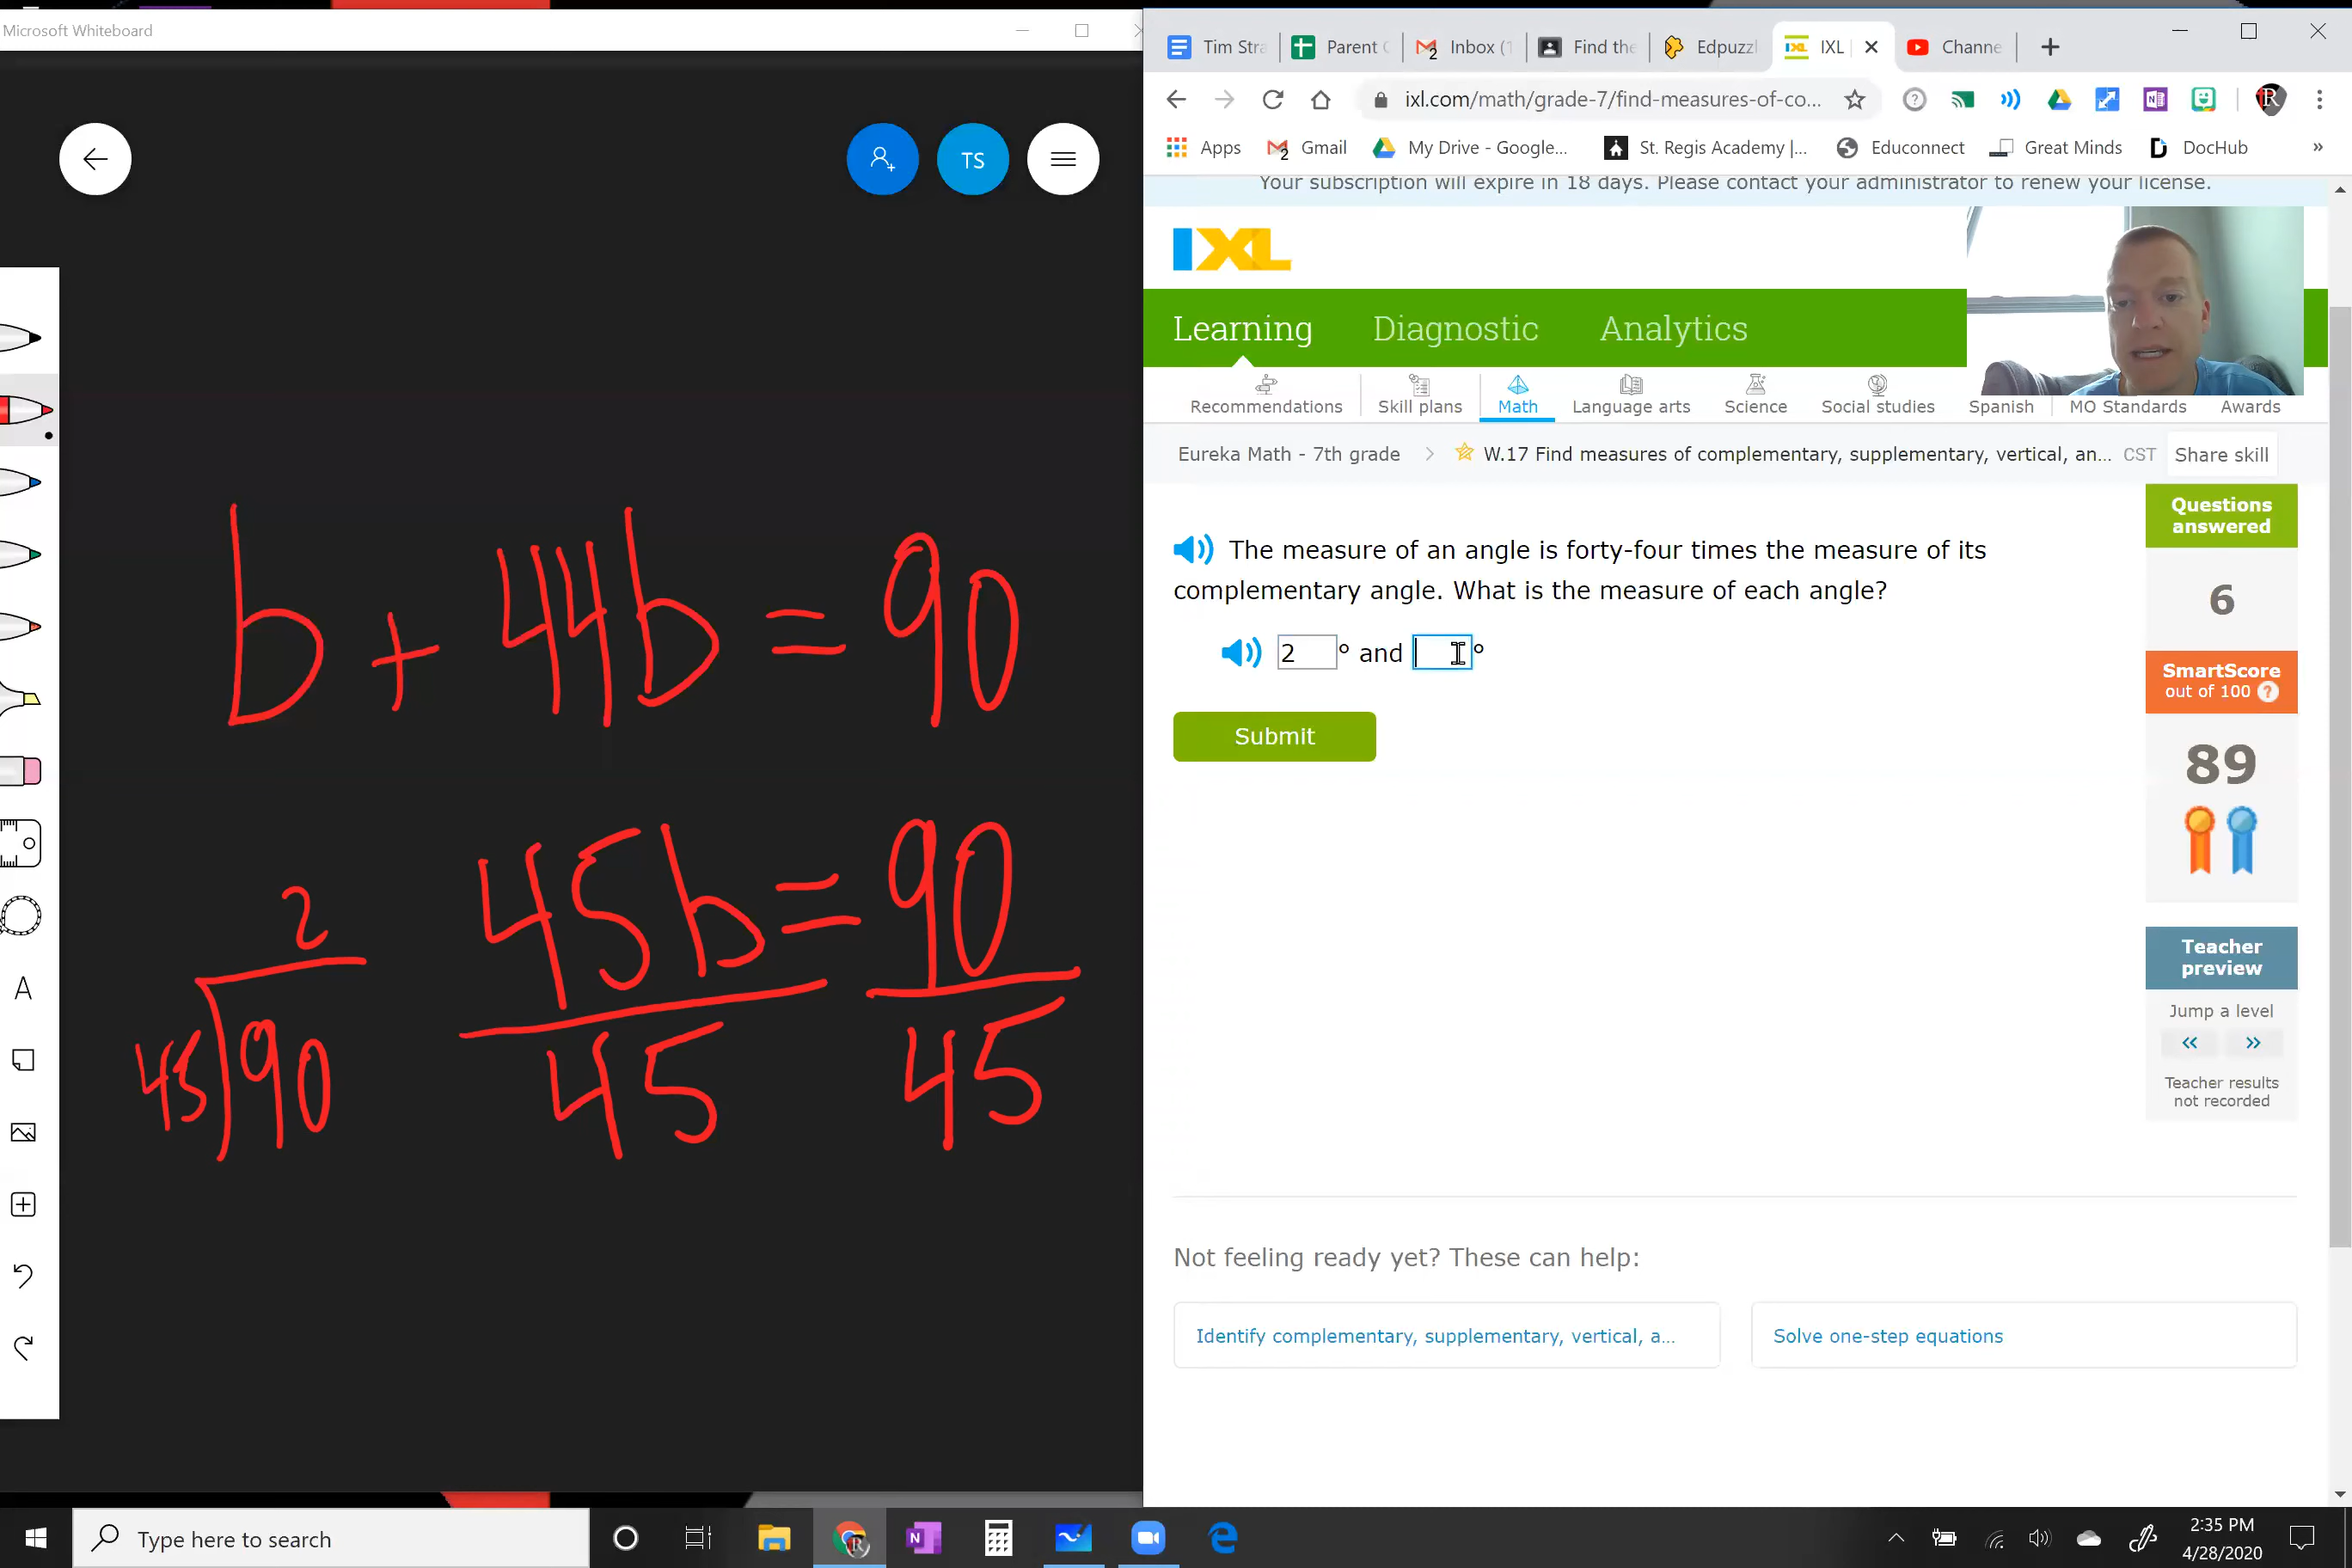 Microsoft Whiteboard
TS
b + 44b = 90
2
45b = 90
45 90
45 45
A
Tim Stra
Parent
Inbox (1
Find the
Edpuzzl
IXL
Channe
ixl.com/math/grade-7/find-measures-of-co...
Apps
Gmail
My Drive - Google...
St. Regis Academy |...
Educonnect
Great Minds
DocHub
»
Your subscription will expire in 18 days. Please contact your administrator to renew your license.
IXL
Learning Diagnostic Analytics
Recommendations Skill plans Math Language arts Science Social studies Spanish MO Standards Awards
Eureka Math - 7th grade > W.17 Find measures of complementary, supplementary, vertical, an... CST Share skill
The measure of an angle is forty-four times the measure of its
complementary angle. What is the measure of each angle?
2 ° and °
Submit
Questions
answered
6
SmartScore
out of 100 ?
89
Teacher
preview
Jump a level
Teacher results
not recorded
Not feeling ready yet? These can help:
Identify complementary, supplementary, vertical, a...
Solve one-step equations
Type here to search
2:35 PM
4/28/2020